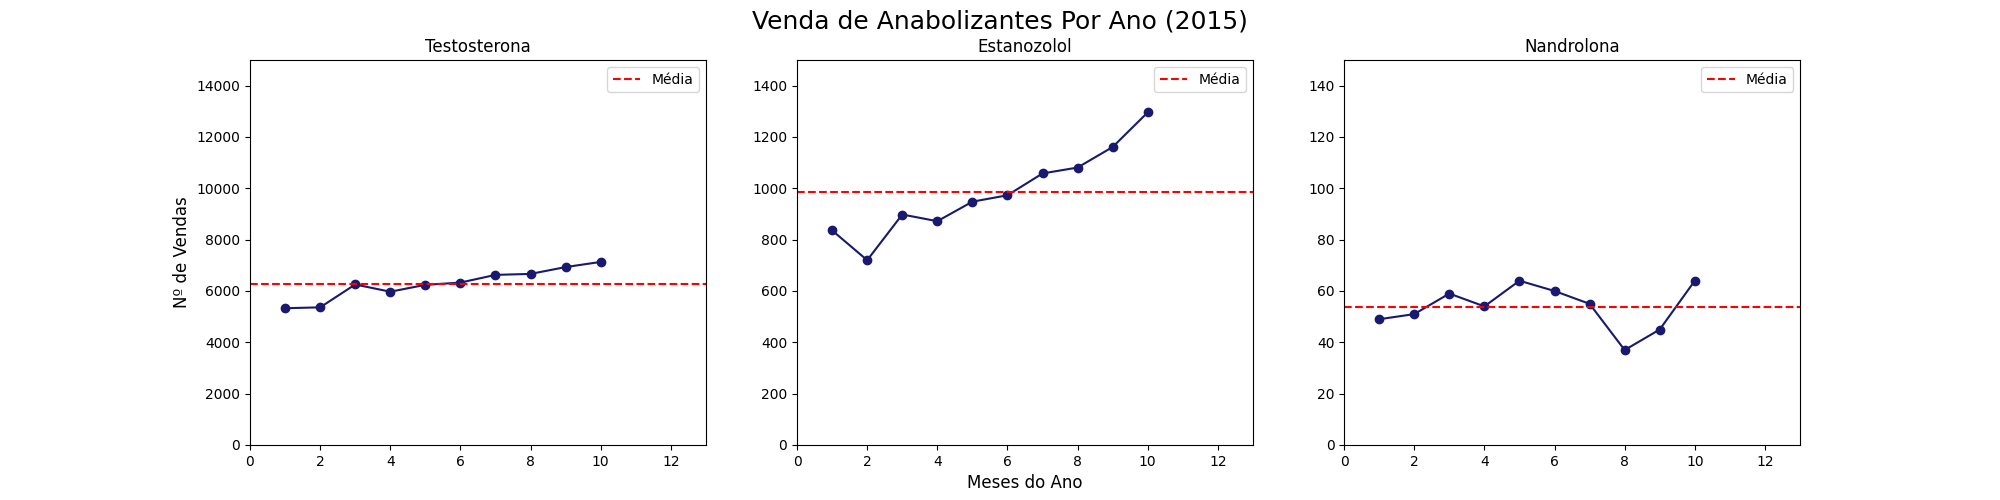 Venda de Anabolizantes Por Ano (2015)
Testosterona
Estanozolol
Nandrolona
Média
Média
Média
14000
12000
10000
8000
6000
4000
2000
0
Nº de Vendas
0 2 4 6 8 10 12
1400
1200
1000
800
600
400
200
0
0 2 4 6 8 10 12
Meses do Ano
140
120
100
80
60
40
20
0
0 2 4 6 8 10 12